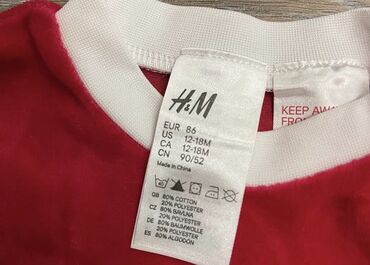 H&M
EUR 86
US 12-18M
CA 12-18M
CN 90/52
Made in China
GB 80% COTTON
20% POLYESTER
CZ 80% BAVLNA
20% POLYESTER
DE 80% BAUMWOLLE
20% POLYESTER
ES 80% ALGODÓN
KEEP AWA
FRO